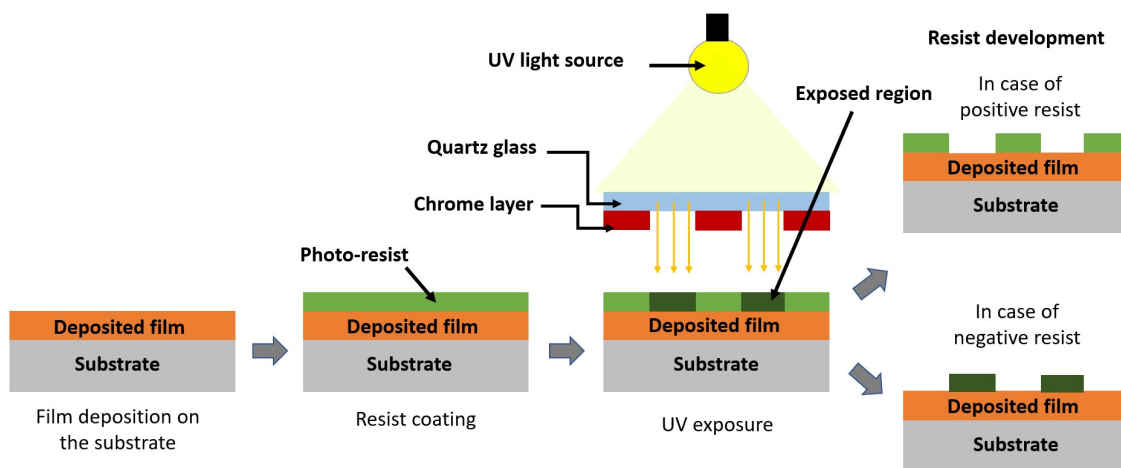 UV light source
Resist development
Exposed region
In case of
positive resist
Quartz glass
Chrome layer
Deposited film
Substrate
Photo-resist
Deposited film
Substrate
Film deposition on
the substrate
Deposited film
Substrate
Resist coating
Deposited film
Substrate
UV exposure
In case of
negative resist
Deposited film
Substrate